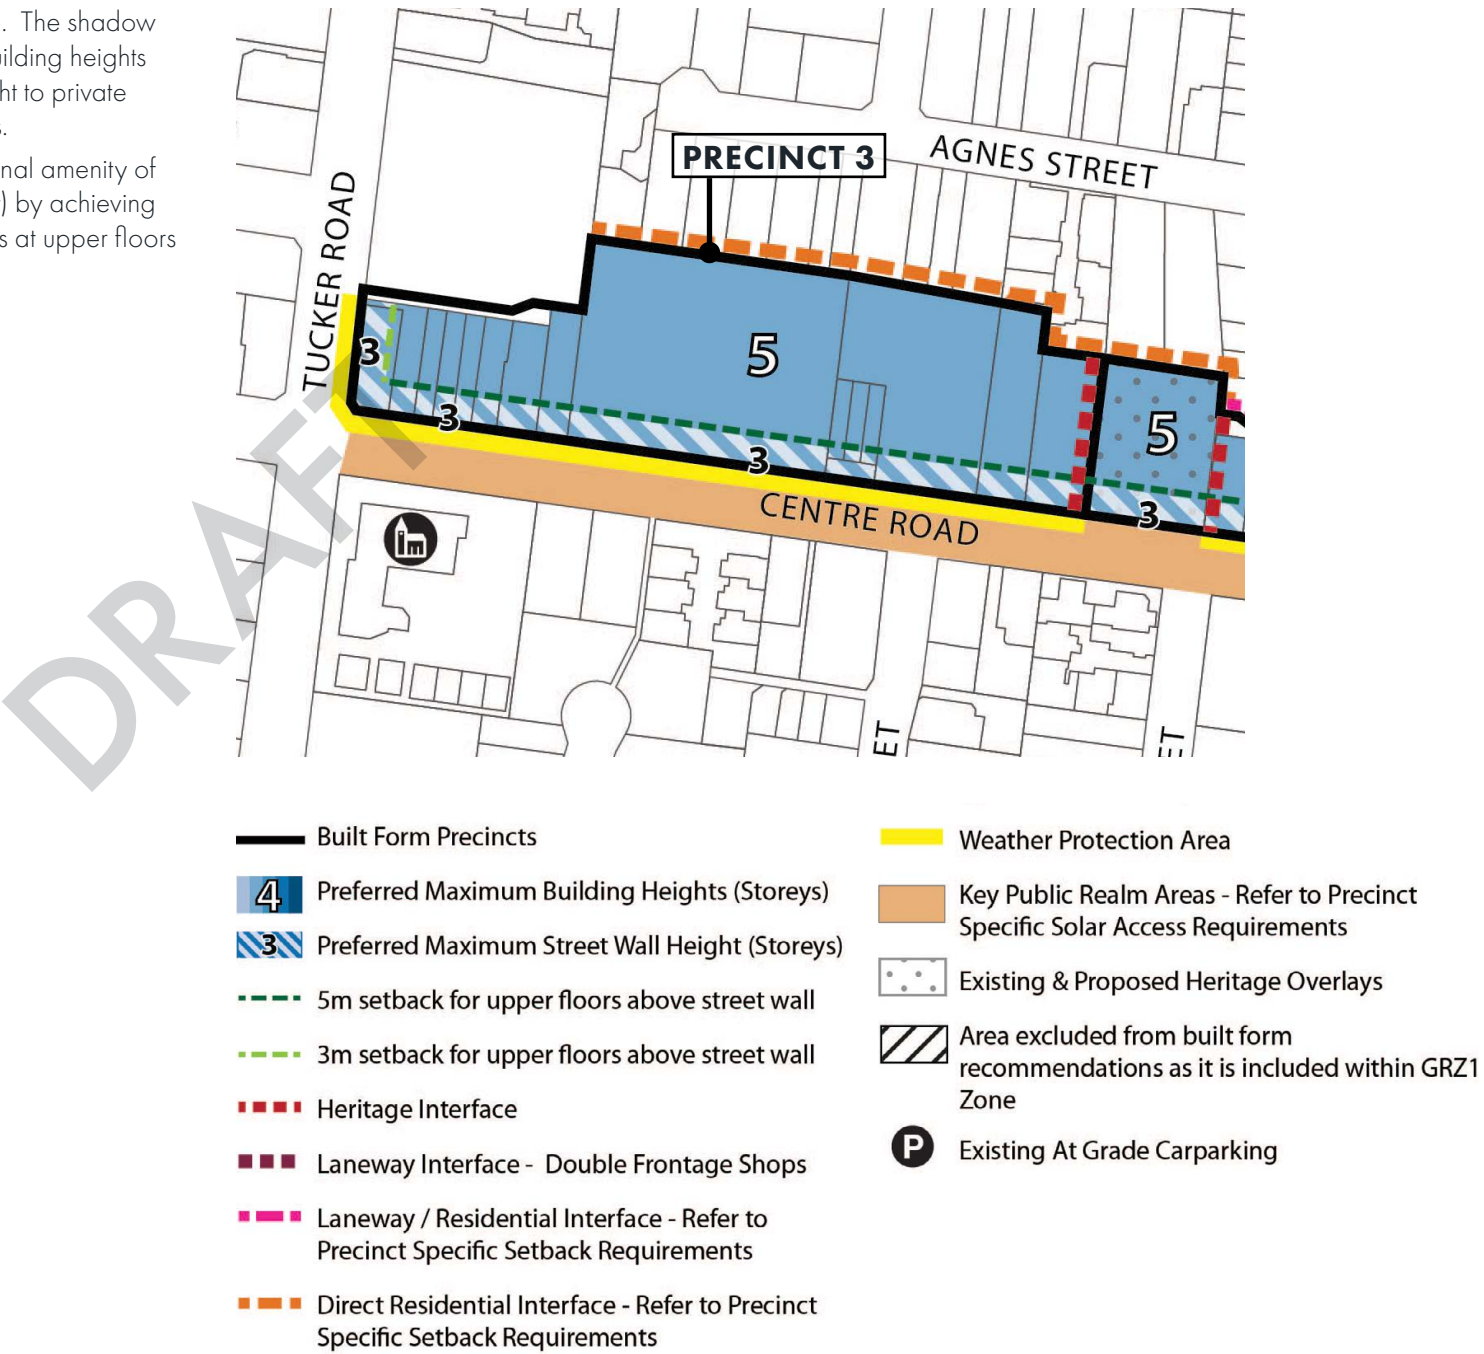 . The shadow
uilding heights
ht to private
s.
nal amenity of
) by achieving
s at upper floors
PRECINCT 3
AGNES STREET
TUCKER ROAD
5
3
3
3
5
3
CENTRE ROAD
ET
ET
DRAFT
Built Form Precincts
4 Preferred Maximum Building Heights (Storeys)
3 Preferred Maximum Street Wall Height (Storeys)
5m setback for upper floors above street wall
3m setback for upper floors above street wall
Heritage Interface
Laneway Interface - Double Frontage Shops
Laneway / Residential Interface - Refer to
Precinct Specific Setback Requirements
Direct Residential Interface - Refer to Precinct
Specific Setback Requirements
Weather Protection Area
Key Public Realm Areas - Refer to Precinct
Specific Solar Access Requirements
Existing & Proposed Heritage Overlays
Area excluded from built form
recommendations as it is included within GRZ1
Zone
P Existing At Grade Carparking